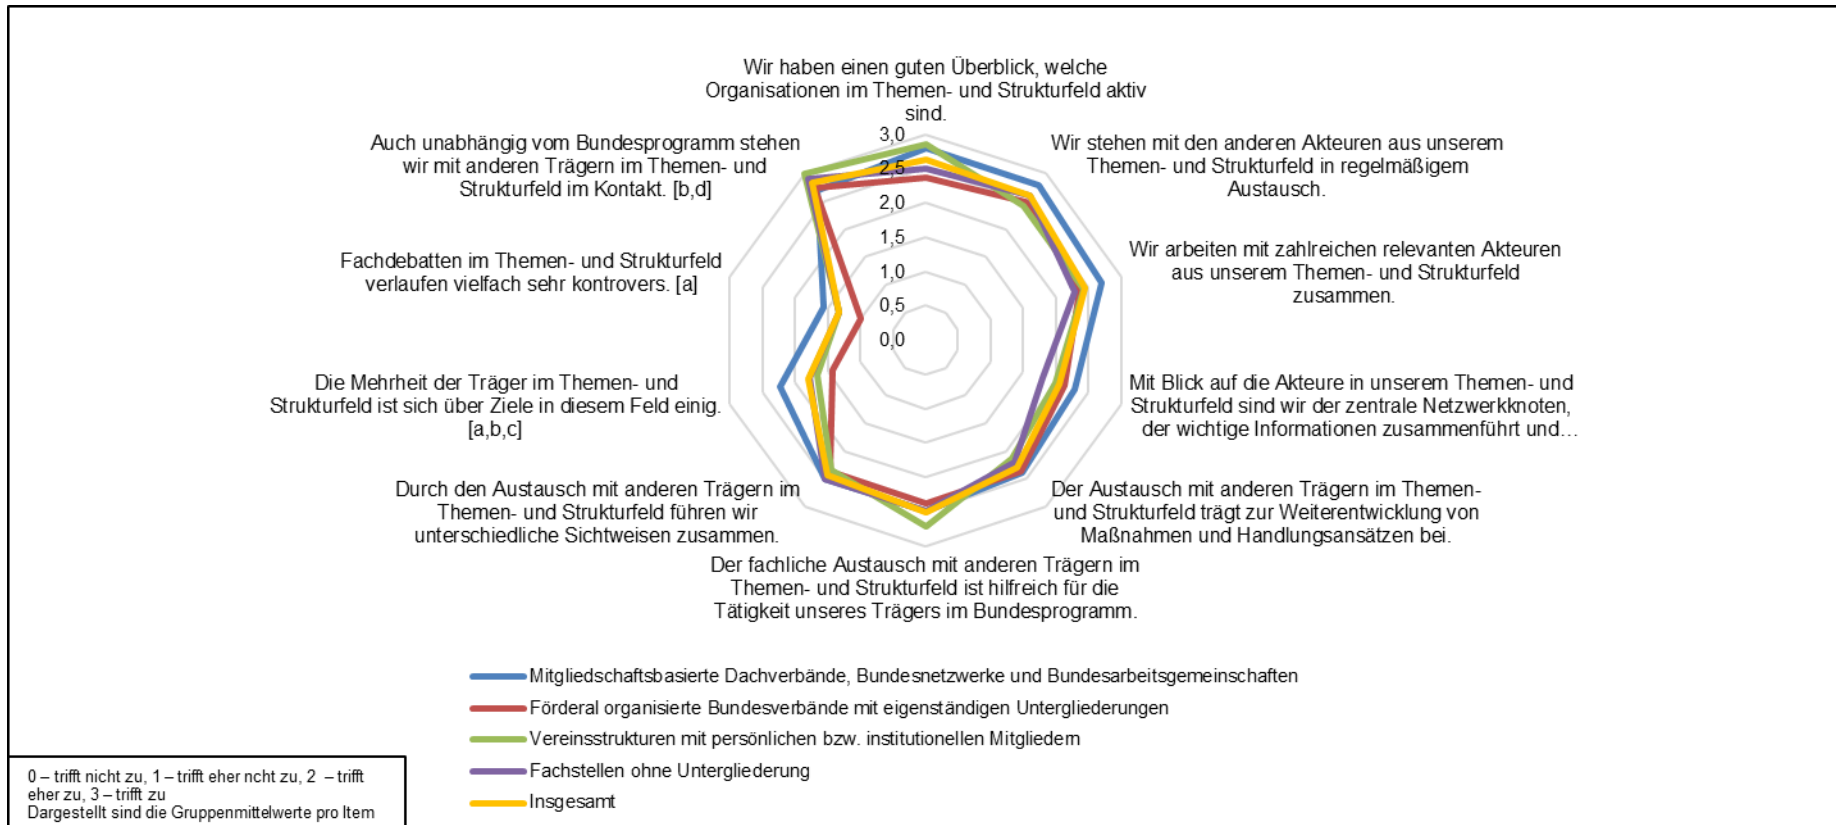 Wir haben einen guten Überblick, welche
Organisationen im Themen- und Strukturfeld aktiv
sind.
Wir stehen mit den anderen Akteuren aus unserem
Themen- und Strukturfeld in regelmäßigem
Austausch.
Wir arbeiten mit zahlreichen relevanten Akteuren
aus unserem Themen- und Strukturfeld
zusammen.
Mit Blick auf die Akteure in unserem Themen- und
Strukturfeld sind wir der zentrale Netzwerkknoten,
der wichtige Informationen zusammenführt und…
Der Austausch mit anderen Trägern im Themen-
und Strukturfeld trägt zur Weiterentwicklung von
Maßnahmen und Handlungsansätzen bei.
Der fachliche Austausch mit anderen Trägern im
Themen- und Strukturfeld ist hilfreich für die
Tätigkeit unseres Trägers im Bundesprogramm.
Durch den Austausch mit anderen Trägern im
Themen- und Strukturfeld führen wir
unterschiedliche Sichtweisen zusammen.
Die Mehrheit der Träger im Themen- und
Strukturfeld ist sich über Ziele in diesem Feld einig.
[a,b,c]
Fachdebatten im Themen- und Strukturfeld
verlaufen vielfach sehr kontrovers. [a]
Auch unabhängig vom Bundesprogramm stehen
wir mit anderen Trägern im Themen- und
Strukturfeld im Kontakt. [b,d]
3,0
2,5
2,0
1,5
1,0
0,5
0,0
Mitgliedschaftsbasierte Dachverbände, Bundesnetzwerke und Bundesarbeitsgemeinschaften
Förderal organisierte Bundesverbände mit eigenständigen Untergliederungen
Vereinsstrukturen mit persönlichen bzw. institutionellen Mitgliedern
Fachstellen ohne Untergliederung
Insgesamt
0 – trifft nicht zu, 1 – trifft eher ncht zu, 2 – trifft
eher zu, 3 – trifft zu
Dargestellt sind die Gruppenmittelwerte pro Item